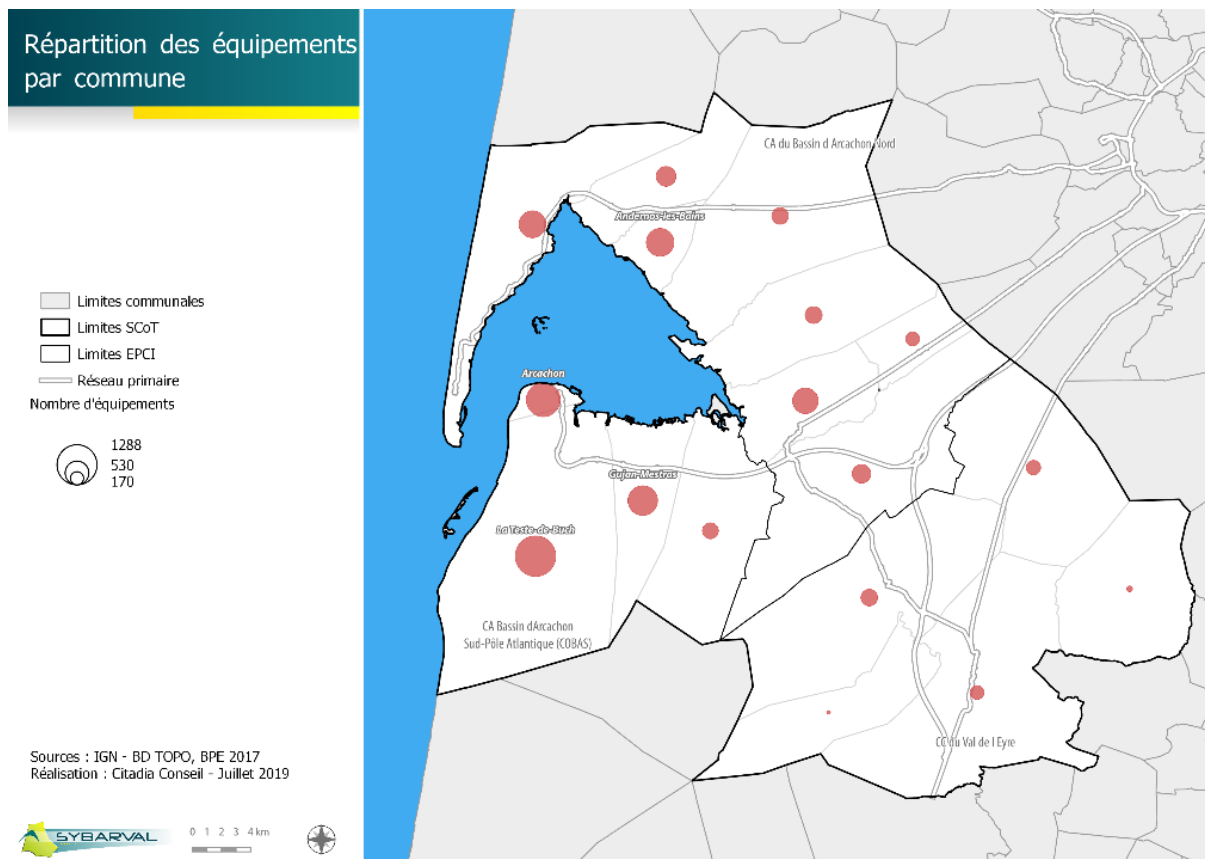 Répartition des équipements
par commune
Limites communales
Limites SCoT
Limites EPCI
Réseau primaire
Nombre d'équipements
1288
530
170
Sources : IGN - BD TOPO, BPE 2017
Réalisation : Citadia Conseil - Juillet 2019
SYBARVAL
0 1 2 3 4 km
CA du Bassin d Arcachon Nord
Andernos-les-Bains
Arcachon
Gujan-Mestras
La Teste-de-Buch
CA Bassin dArcachon
Sud-Pôle Atlantique (COBAS)
CC du Val de l Eyre